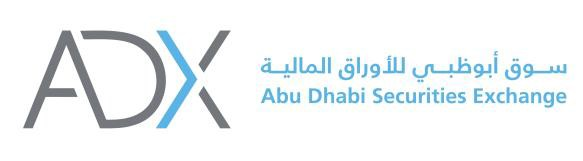 ADX
سوق أبوظبي للأوراق المالية
Abu Dhabi Securities Exchange